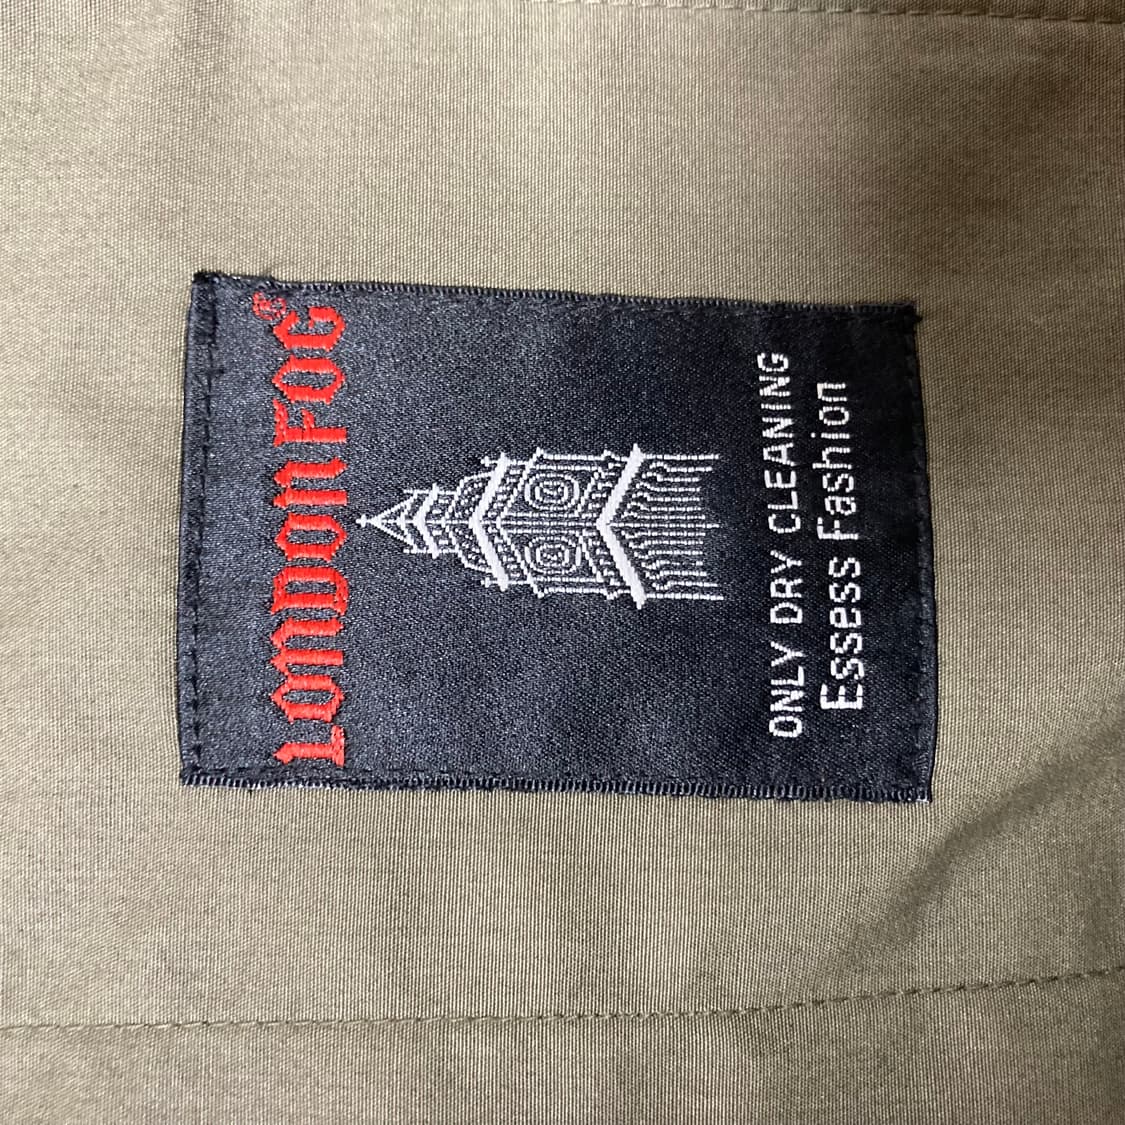 LONDON FOG®
ONLY DRY CLEANING
Essess Fashion